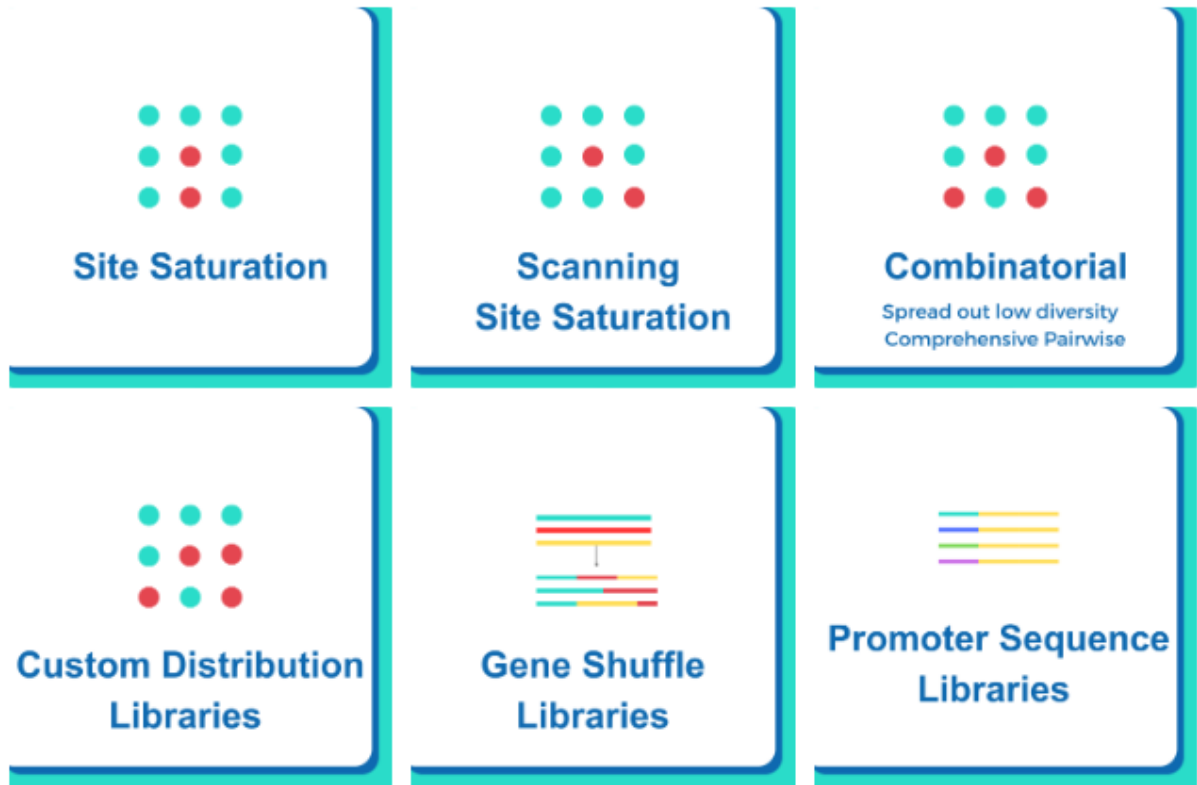 Site Saturation
Scanning
Site Saturation
Combinatorial
Spread out low diversity
Comprehensive Pairwise
Custom Distribution
Libraries
Gene Shuffle
Libraries
Promoter Sequence
Libraries